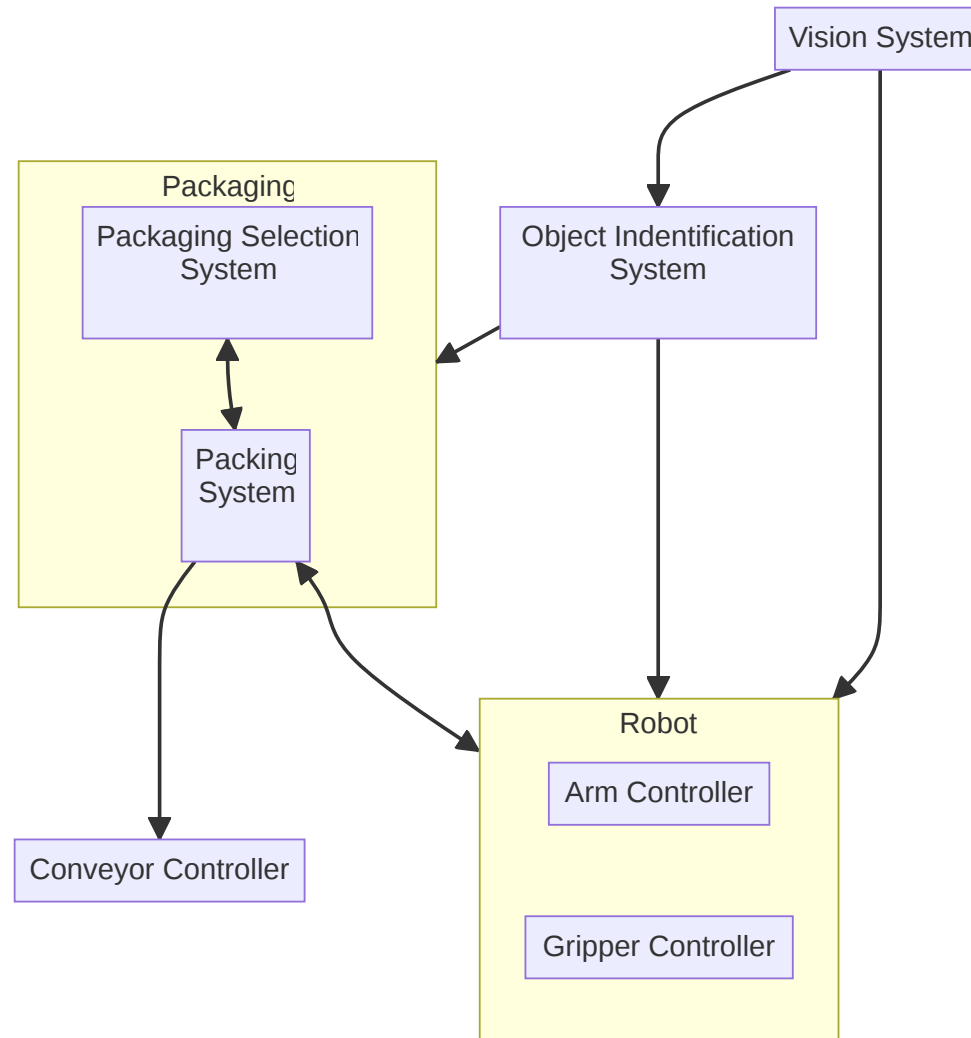 Vision System
Packaging
Packaging Selection
System
Object Indentification
System
Packing
System
Robot
Arm Controller
Conveyor Controller
Gripper Controller